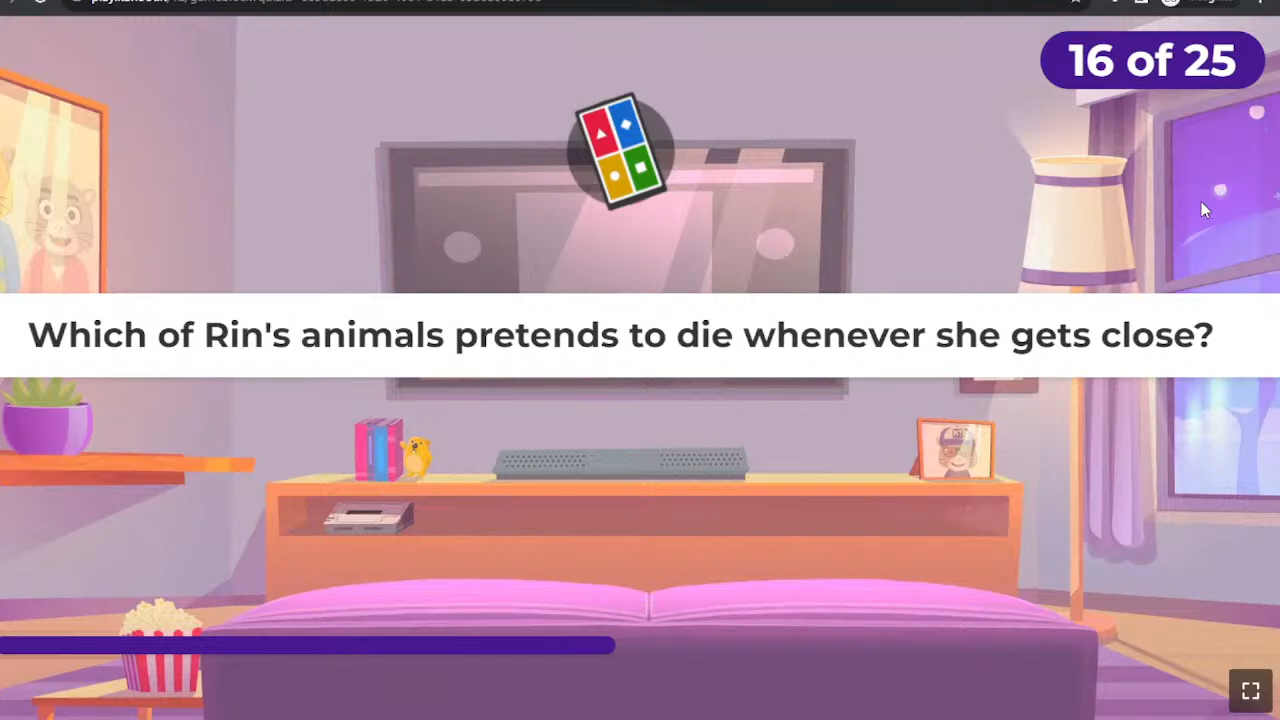 16 of 25
Which of Rin's animals pretends to die whenever she gets close?